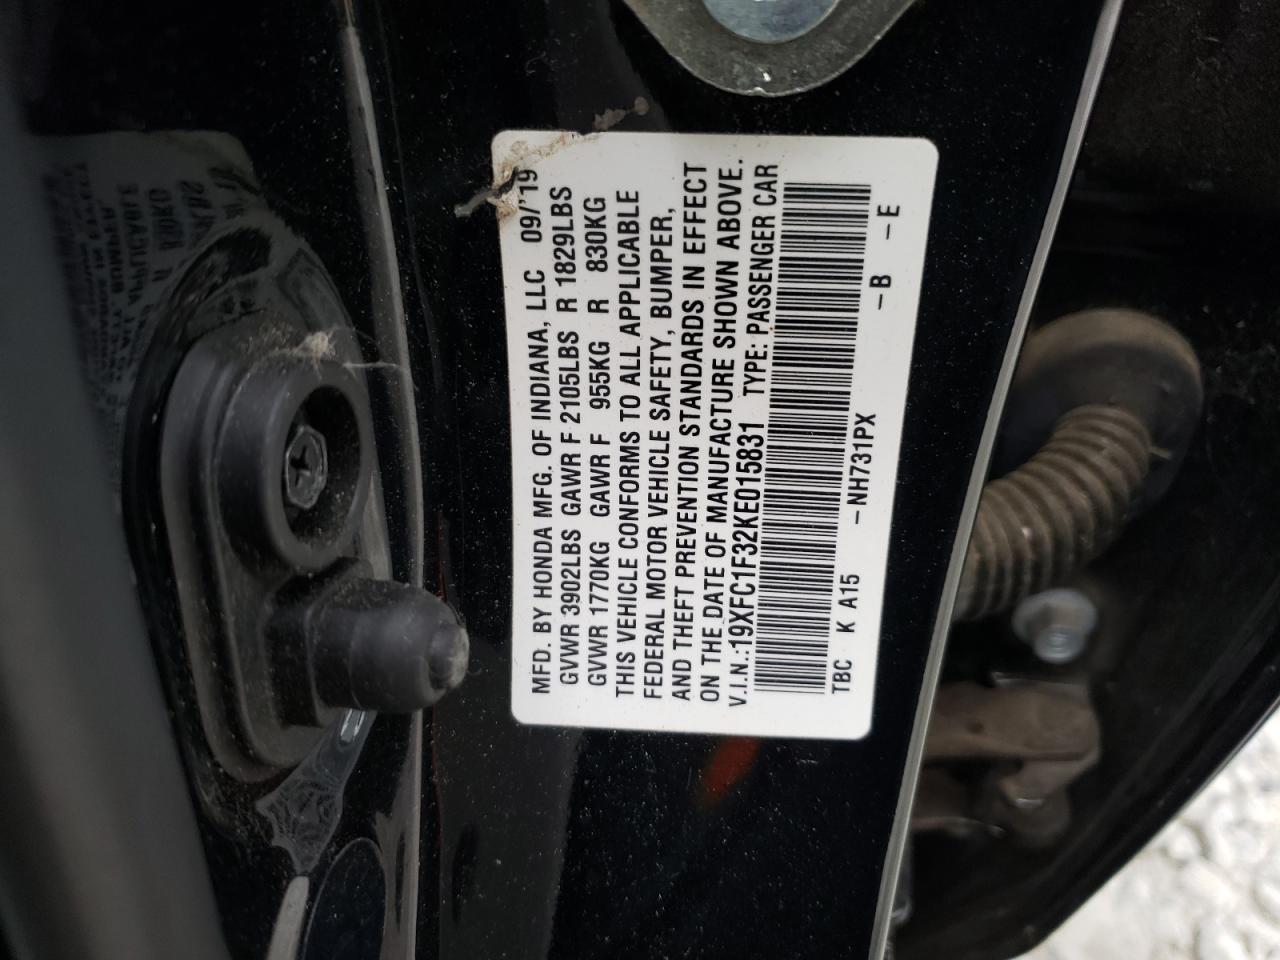 MFD. BY HONDA MFG. OF INDIANA, LLC 09/'19
GVWR 3902LBS GAWR F 2105LBS R 1829LBS
GVWR 1770KG GAWR F 955KG R 830KG
THIS VEHICLE CONFORMS TO ALL APPLICABLE
FEDERAL MOTOR VEHICLE SAFETY, BUMPER,
AND THEFT PREVENTION STANDARDS IN EFFECT
ON THE DATE OF MANUFACTURE SHOWN ABOVE.
V.I.N.:19XFC1F32KE015831 TYPE: PASSENGER CAR
TBC K A15 -NH731PX -B -E